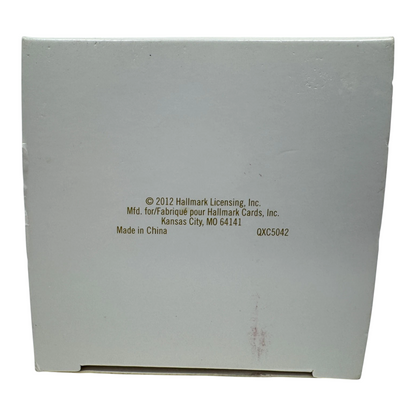 © 2012 Hallmark Licensing, Inc.
Mfd. for/Fabriqué pour Hallmark Cards, Inc.
Kansas City, MO 64141
Made in China QXC5042